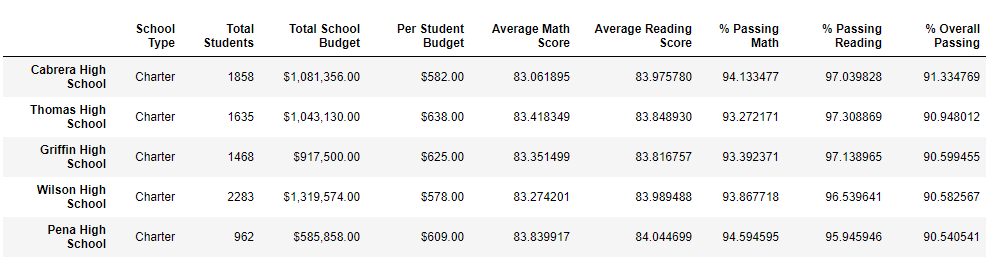 School Type Total Students Total School Budget Per Student Budget Average Math Score Average Reading Score % Passing Math % Passing Reading % Overall Passing
Cabrera High School Charter 1858 $1,081,356.00 $582.00 83.061895 83.975780 94.133477 97.039828 91.334769
Thomas High School Charter 1635 $1,043,130.00 $638.00 83.418349 83.848930 93.272171 97.308869 90.948012
Griffin High School Charter 1468 $917,500.00 $625.00 83.351499 83.816757 93.392371 97.138965 90.599455
Wilson High School Charter 2283 $1,319,574.00 $578.00 83.274201 83.989488 93.867718 96.539641 90.582567
Pena High School Charter 962 $585,858.00 $609.00 83.839917 84.044699 94.594595 95.945946 90.540541